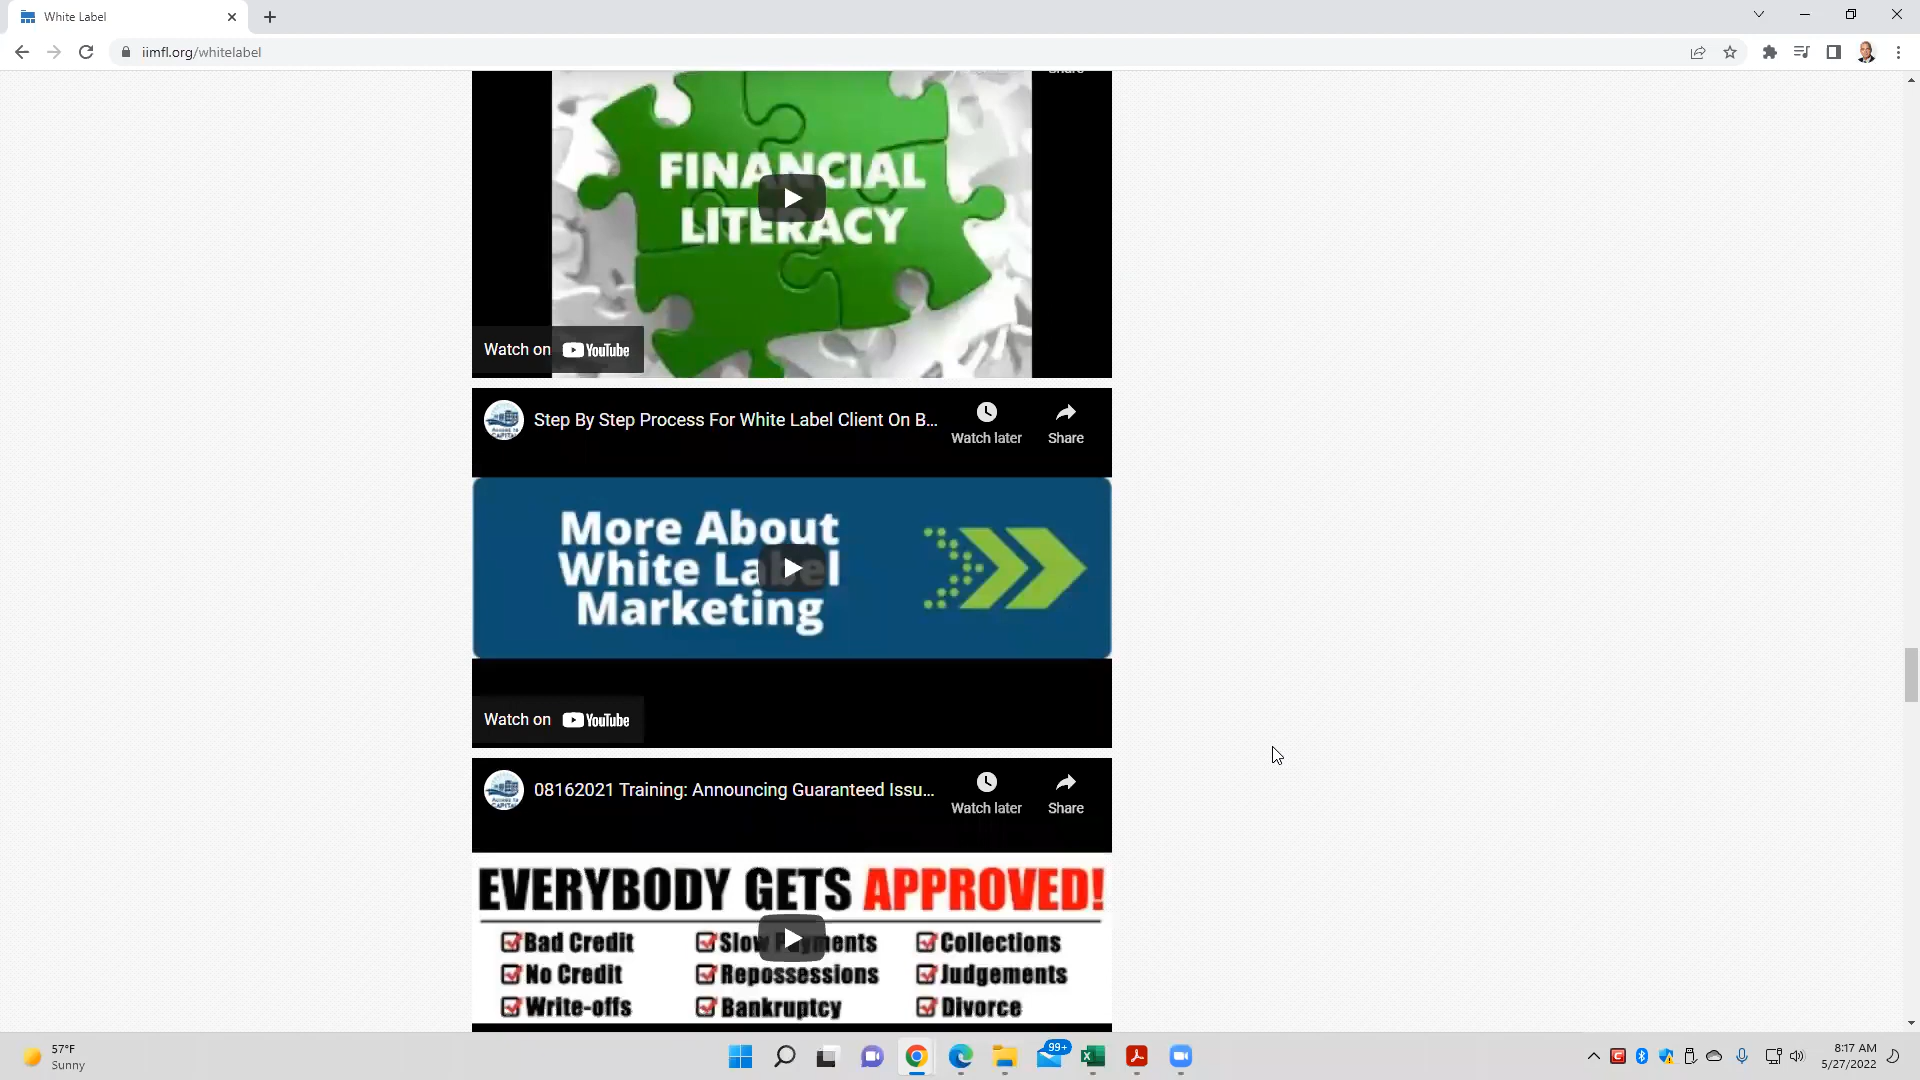 White Label
iimfl.org/whitelabel
FINANCIAL
LITERACY
Watch on YouTube
Step By Step Process For White Label Client On B...
Watch later
Share
More About
White Label
Marketing
Watch on YouTube
08162021 Training: Announcing Guaranteed Issu...
Watch later
Share
EVERYBODY GETS APPROVED!
Bad Credit
Slow Payments
Collections
No Credit
Repossessions
Judgements
Write-offs
Bankruptcy
Divorce
57°F
Sunny
99+
8:17 AM
5/27/2022